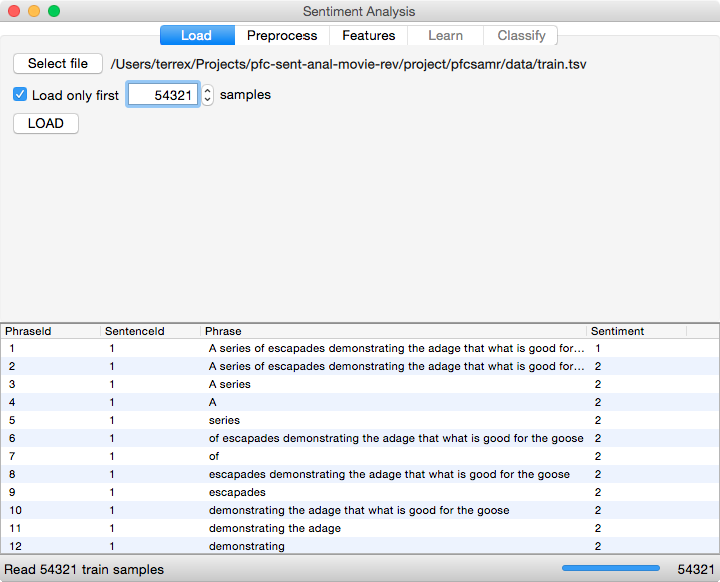 Sentiment Analysis
Load Preprocess Features Learn Classify
Select file /Users/terrex/Projects/pfc-sent-anal-movie-rev/project/pfcsamr/data/train.tsv
Load only first 54321 samples
LOAD
PhraseId SentenceId Phrase Sentiment
1 1 A series of escapades demonstrating the adage that what is good for... 1
2 1 A series of escapades demonstrating the adage that what is good for... 2
3 1 A series 2
4 1 A 2
5 1 series 2
6 1 of escapades demonstrating the adage that what is good for the goose 2
7 1 of 2
8 1 escapades demonstrating the adage that what is good for the goose 2
9 1 escapades 2
10 1 demonstrating the adage that what is good for the goose 2
11 1 demonstrating the adage 2
12 1 demonstrating 2
Read 54321 train samples 54321